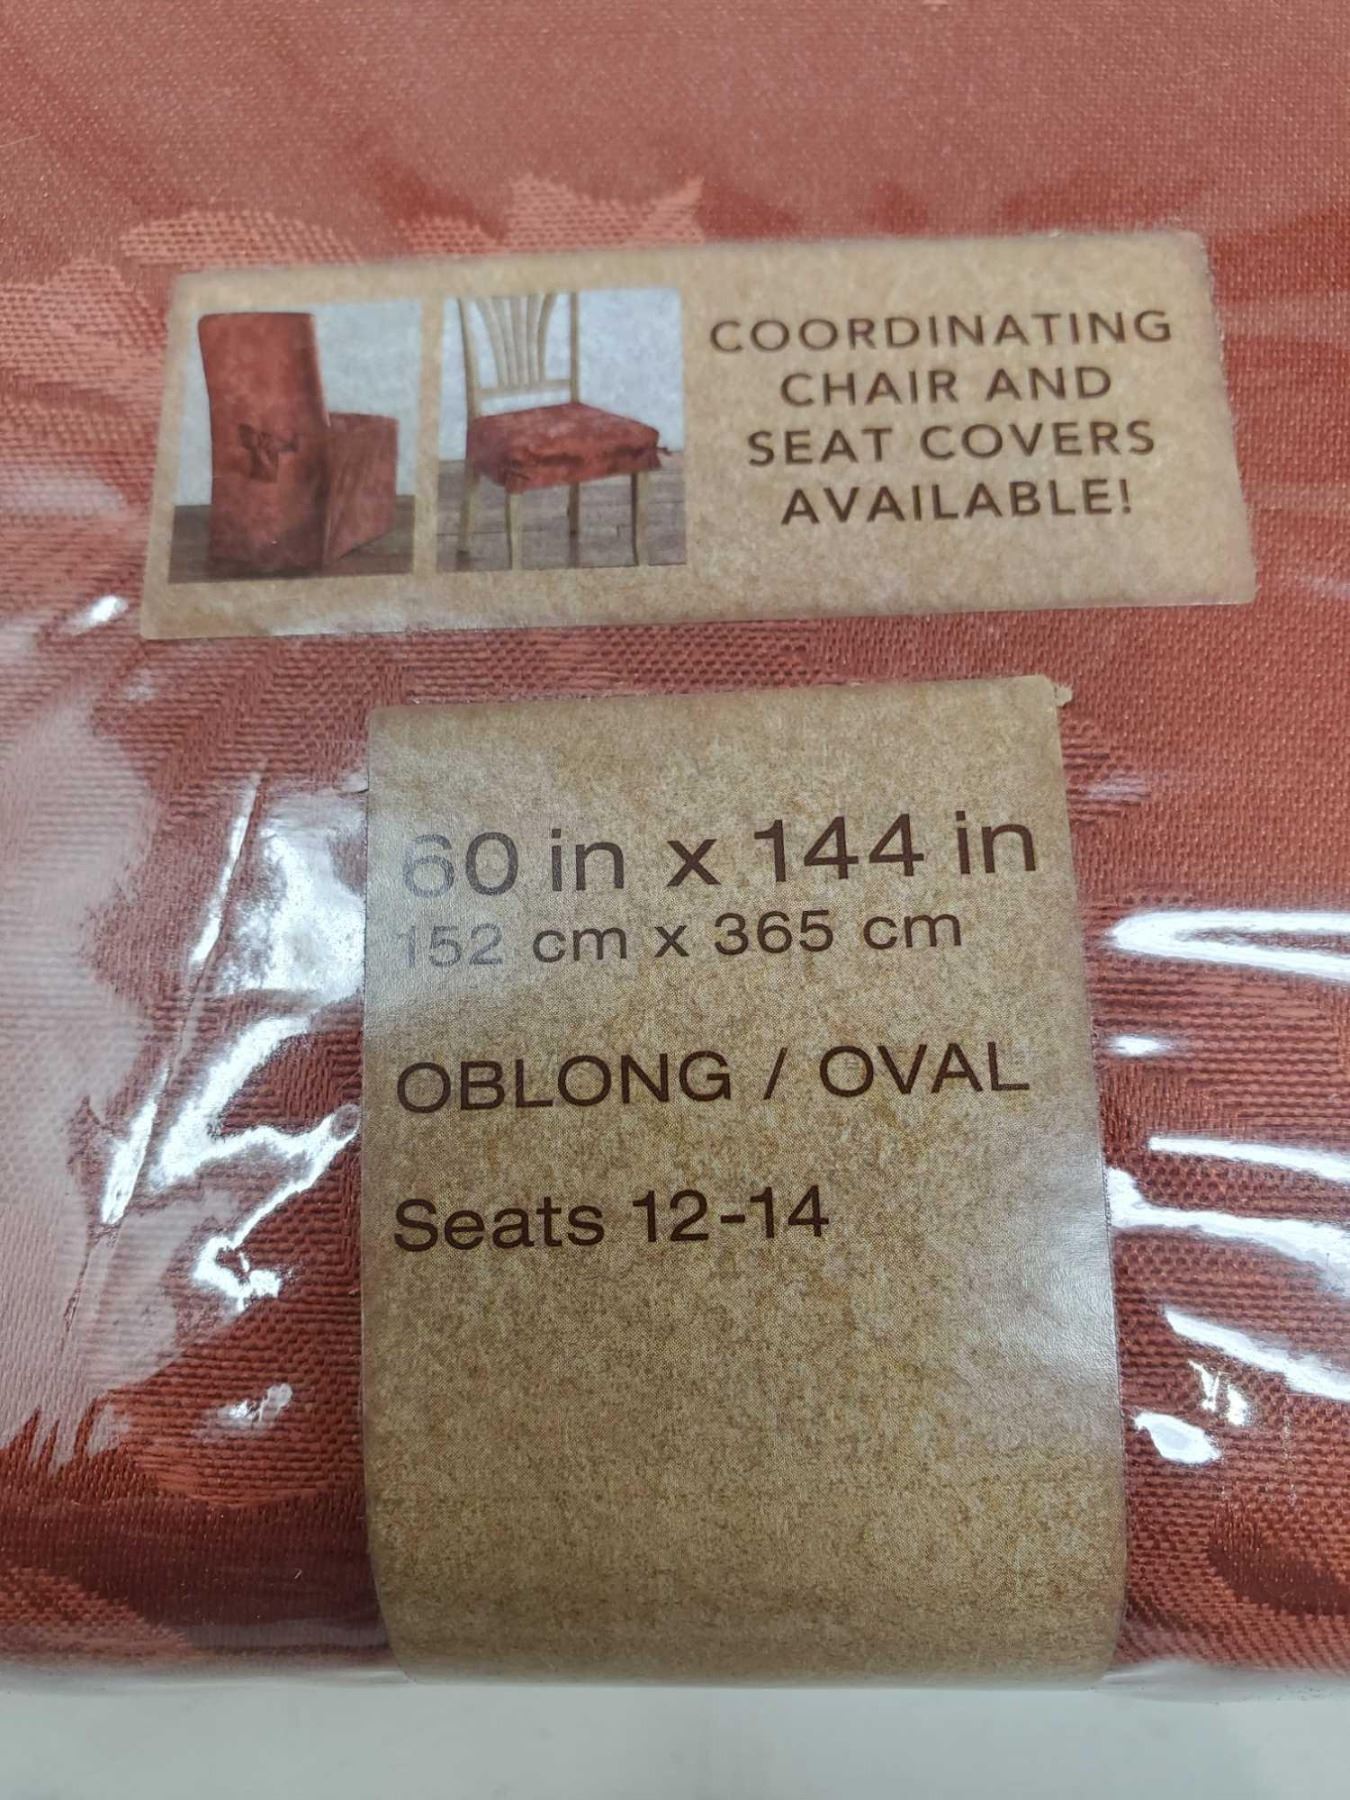 COORDINATING
CHAIR AND
SEAT COVERS
AVAILABLE!
60 in x 144 in
152 cm x 365 cm
OBLONG / OVAL
Seats 12-14